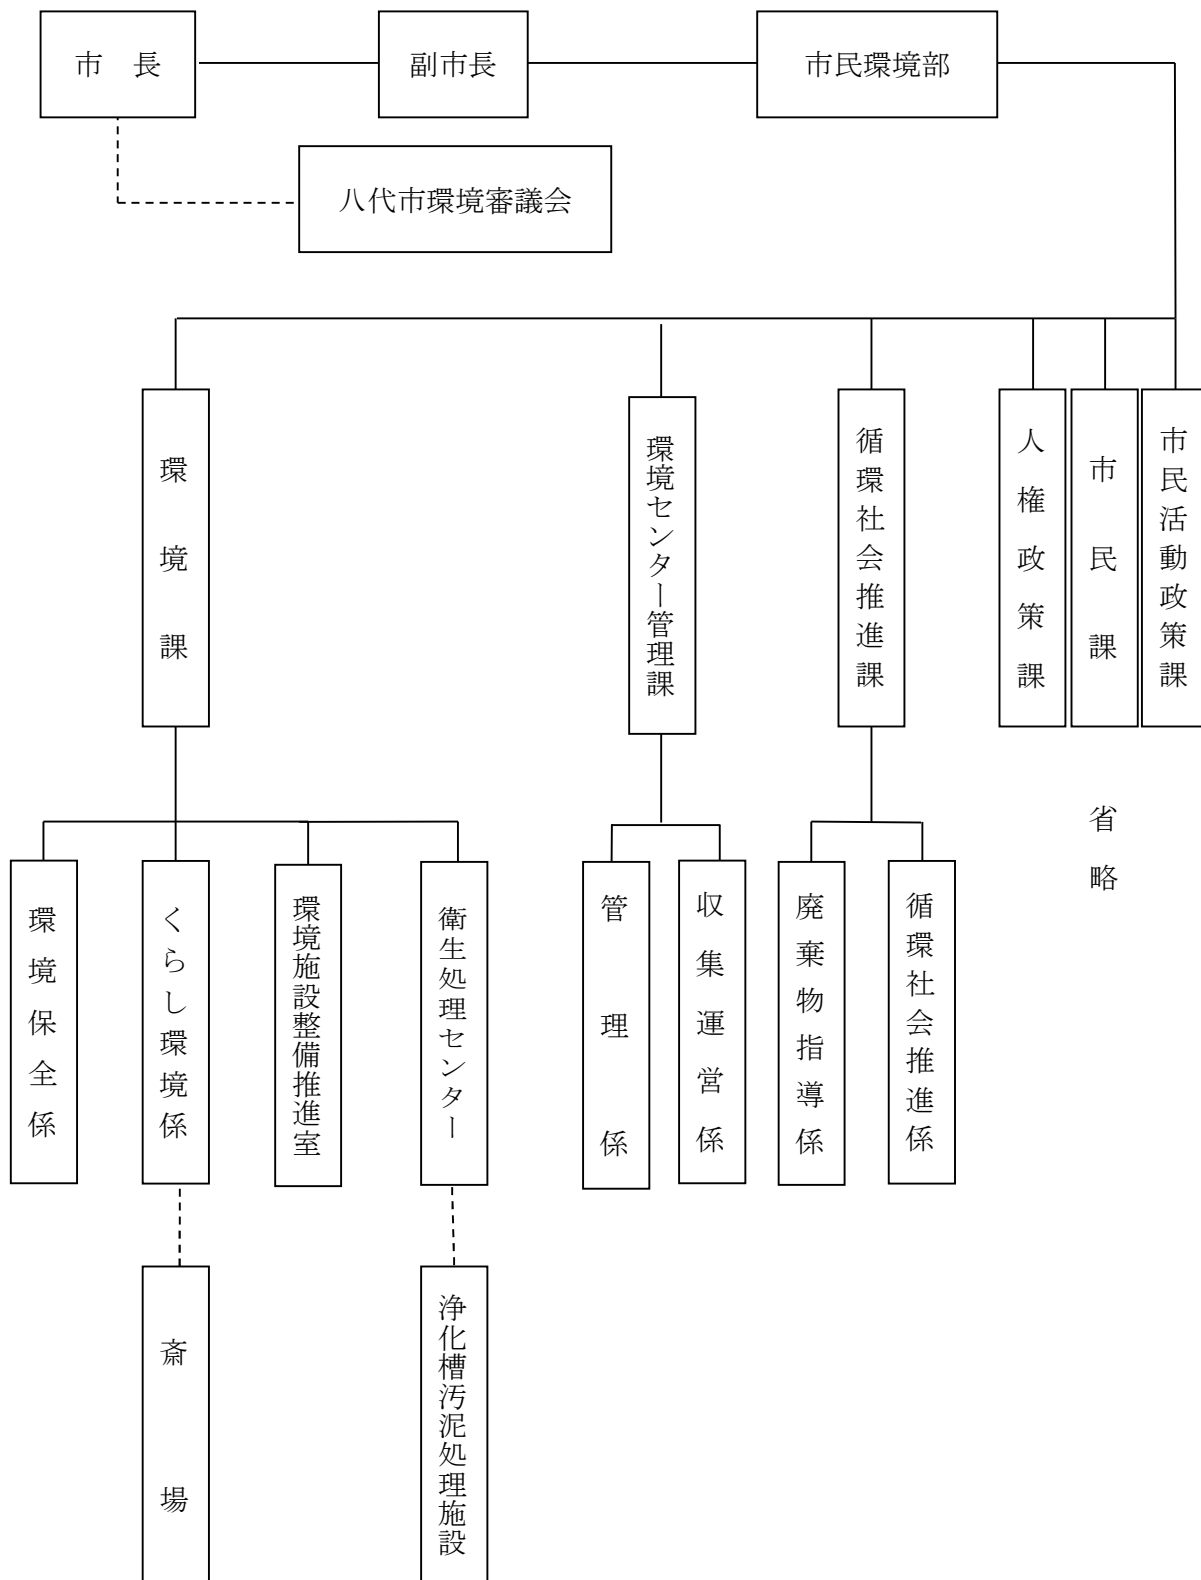 市　長
副市長
市民環境部
八代市環境審議会
環境課
環境センター管理課
循環社会推進課
人権政策課
市民課
市民活動政策課
省略
環境保全係
くらし環境係
環境施設整備推進室
衛生処理センター
管理係
収集運営係
廃棄物指導係
循環社会推進係
斎場
浄化槽汚泥処理施設